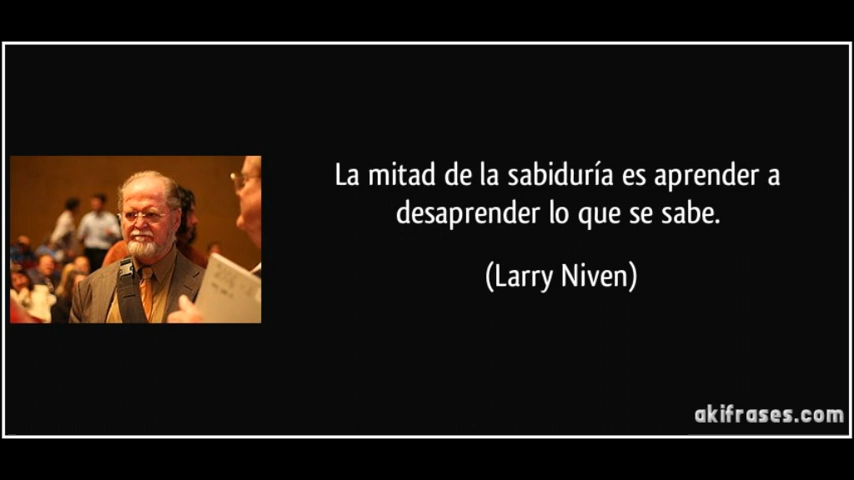 La mitad de la sabiduría es aprender a
desaprender lo que se sabe.
(Larry Niven)
akifrases.com